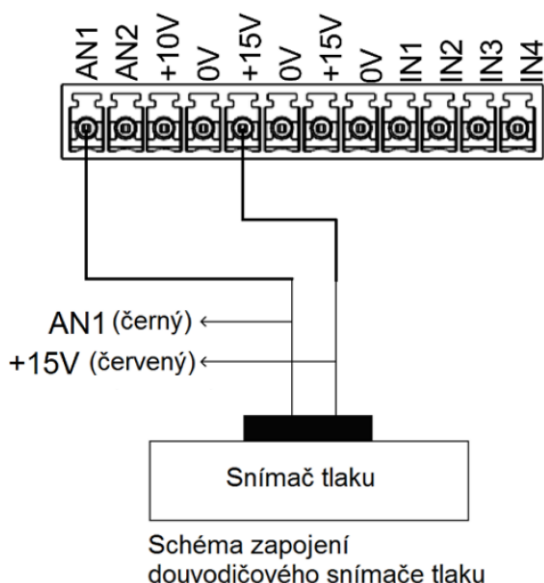 AN1 AN2 +10V 0V +15V 0V +15V 0V IN1 IN2 IN3 IN4
AN1 (černý)
+15V (červený)
Snímač tlaku
Schéma zapojení
douvodičového snímače tlaku